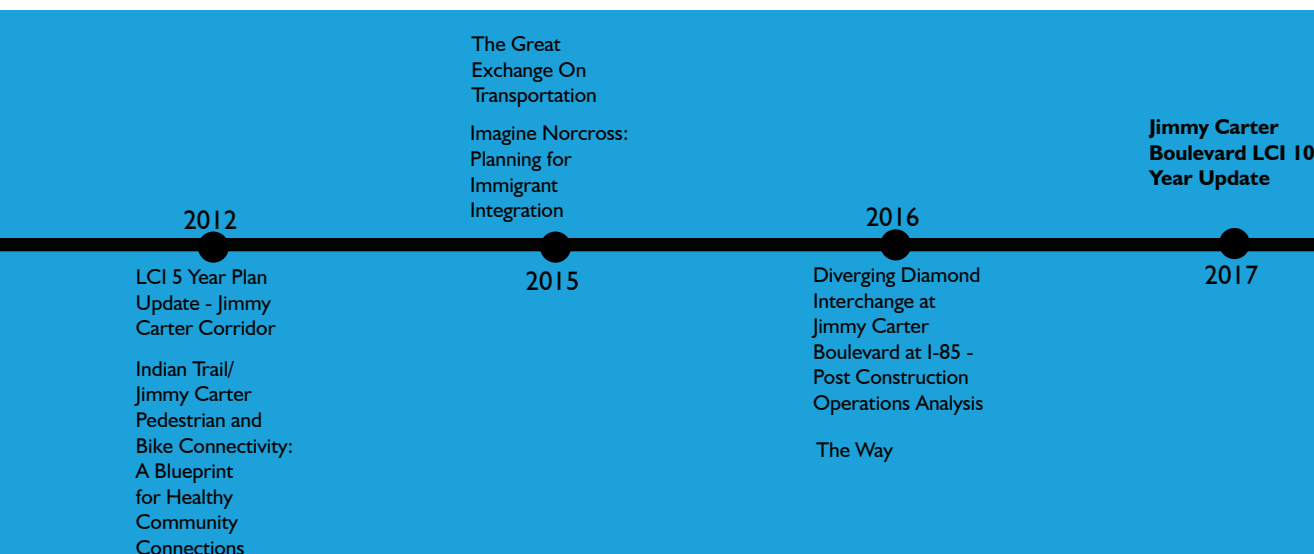 2012
LCI 5 Year Plan
Update - Jimmy
Carter Corridor
Indian Trail/
Jimmy Carter
Pedestrian and
Bike Connectivity:
A Blueprint
for Healthy
Community
Connections
The Great
Exchange On
Transportation
Imagine Norcross:
Planning for
Immigrant
Integration
2015
2016
Diverging Diamond
Interchange at
Jimmy Carter
Boulevard at I-85 -
Post Construction
Operations Analysis
The Way
Jimmy Carter
Boulevard LCI 10
Year Update
2017